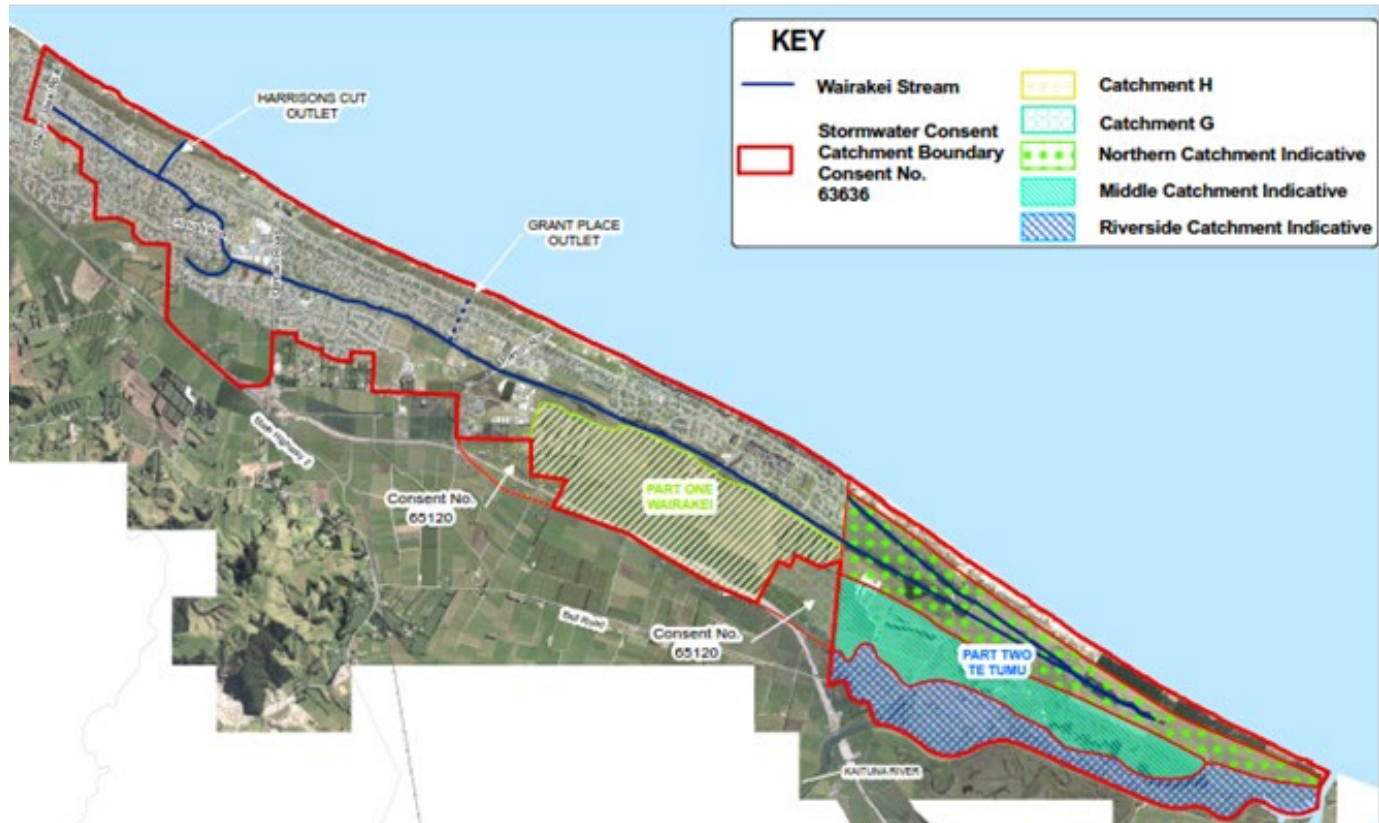 KEY
Wairakei Stream
Stormwater Consent
Catchment Boundary
Consent No.
63636
Catchment H
Catchment G
Northern Catchment Indicative
Middle Catchment Indicative
Riverside Catchment Indicative
HARRISONS CUT
OUTLET
GRANT PLACE
OUTLET
State Highway 2
Consent No.
65120
PART ONE
WAIRAKEI
Bell Road
Consent No.
65120
PART TWO
TE TUMU
KAITUNA RIVER